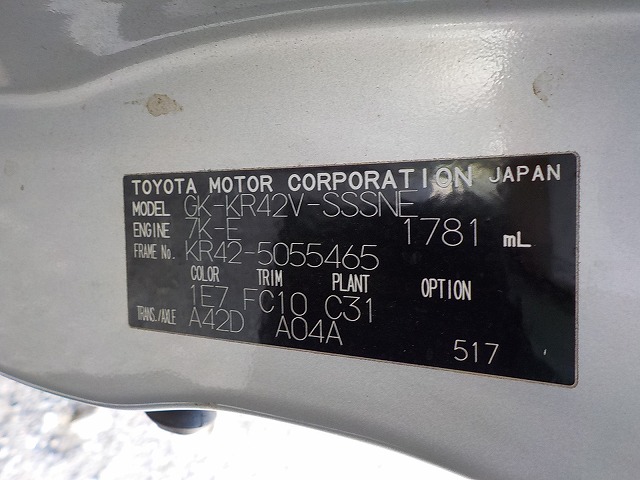 TOYOTA MOTOR CORPORATION JAPAN
MODEL GK-KR42V-SSSNE
ENGINE 7K-E 1781 mL
FRAME No. KR42-5055465
COLOR TRIM PLANT OPTION
1E7 FC10 C31
TRANS./AXLE A42D A04A
517